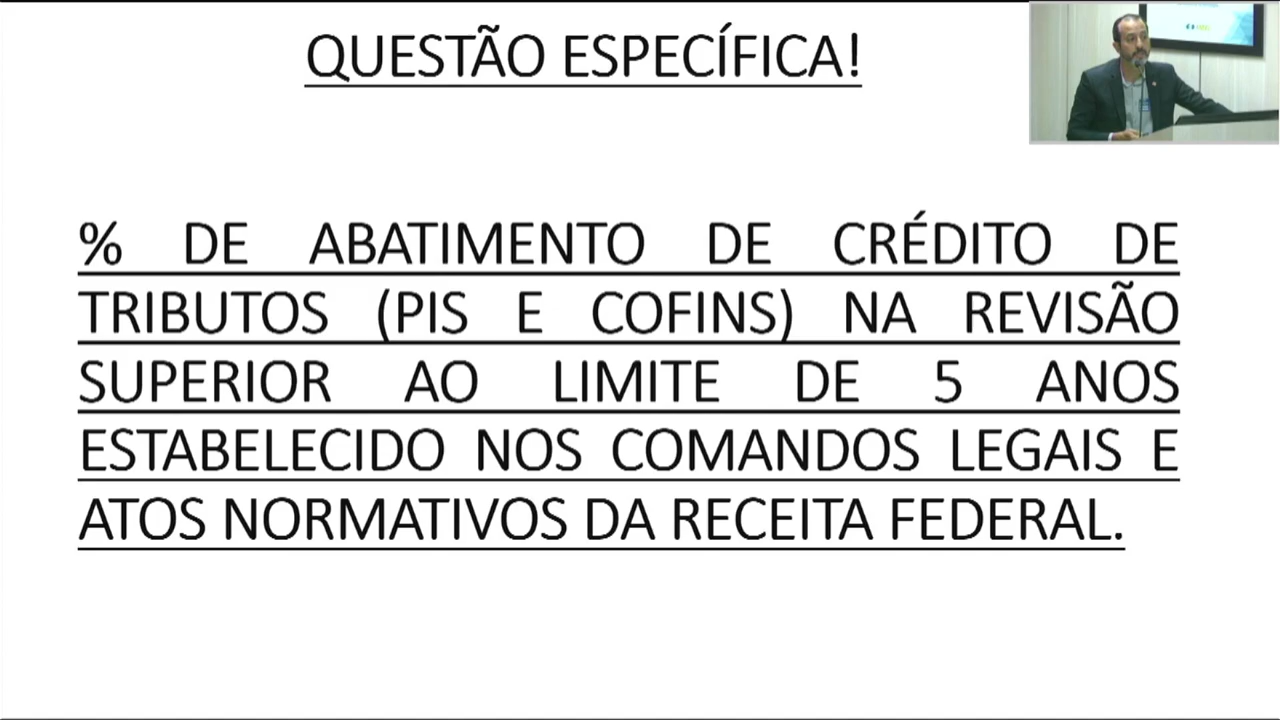 QUESTÃO ESPECÍFICA!
% DE ABATIMENTO DE CRÉDITO DE
TRIBUTOS (PIS E COFINS) NA REVISÃO
SUPERIOR AO LIMITE DE 5 ANOS
ESTABELECIDO NOS COMANDOS LEGAIS E
ATOS NORMATIVOS DA RECEITA FEDERAL.